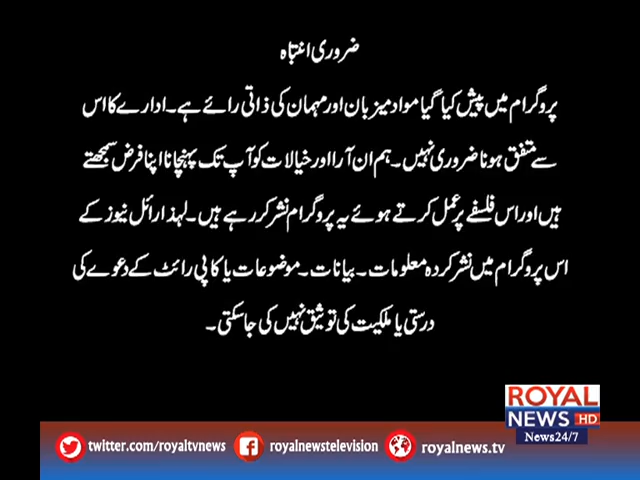 ضروری انتباہ
پروگرام میں پیش کیا گیا مواد میزبان اور مہمان کی ذاتی رائے ہے۔ ادارے کا اس
سے متفق ہونا ضروری نہیں۔ ہم ان آرا اور خیالات کو آپ تک پہنچانا اپنا فرض سمجھتے
ہیں اور اس فلسفے پر عمل کرتے ہوئے یہ پروگرام نشر کر رہے ہیں۔ لہذا رائل نیوز کے
اس پروگرام میں نشر کردہ معلومات۔ بیانات۔ موضوعات یا کاپی رائٹ کے دعوے کی
درستی یا ملکیت کی توثیق نہیں کی جاسکتی۔
ROYAL
NEWS HD
News24/7
twitter.com/royaltvnews royalnewstelevision royalnews.tv